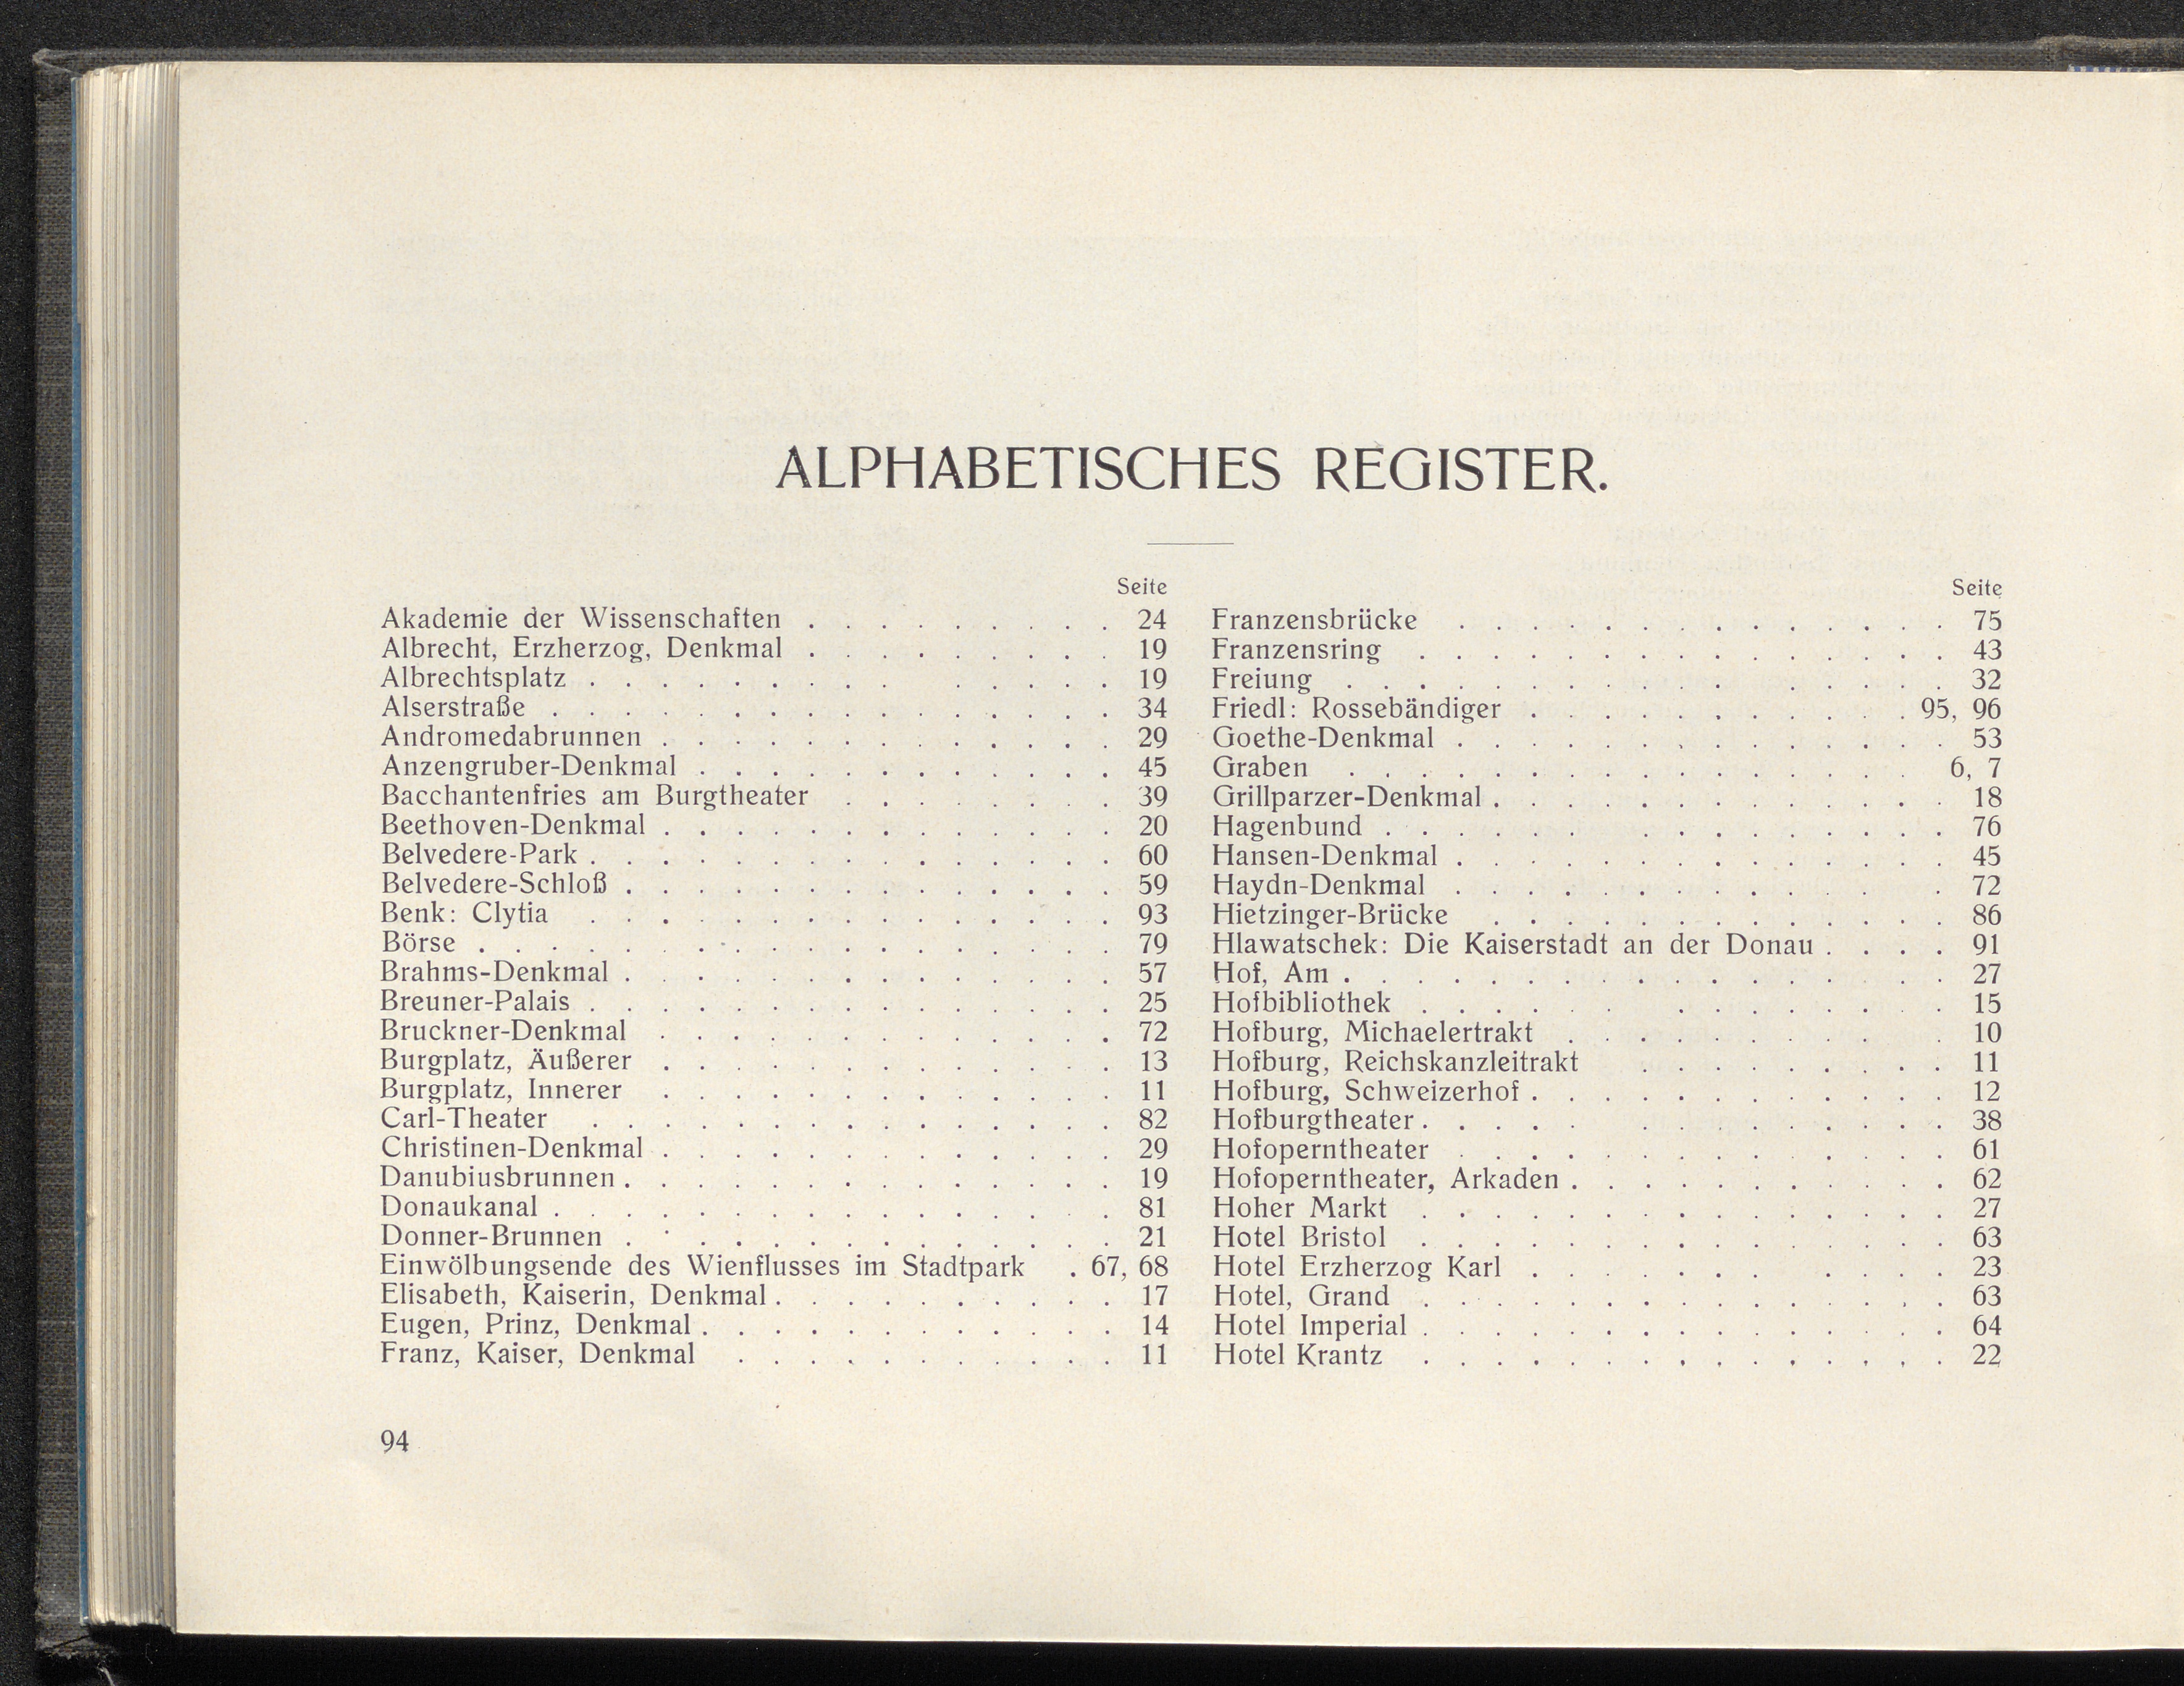 ALPHABETISCHES REGISTER.
Seite
Akademie der Wissenschaften . . . . . . . . . 24
Albrecht, Erzherzog, Denkmal . . . . . . . . . 19
Albrechtsplatz . . . . . . . . . . . . . . 19
Alserstraße . . . . . . . . . . . . . . . . 34
Andromedabrunnen . . . . . . . . . . . . . 29
Anzengruber-Denkmal . . . . . . . . . . . . 45
Bacchantenfries am Burgtheater . . . . . . . . 39
Beethoven-Denkmal . . . . . . . . . . . . . 20
Belvedere-Park . . . . . . . . . . . . . . . 60
Belvedere-Schloß . . . . . . . . . . . . . . 59
Benk: Clytia . . . . . . . . . . . . . . . 93
Börse . . . . . . . . . . . . . . . . . . 79
Brahms-Denkmal . . . . . . . . . . . . . . 57
Breuner-Palais . . . . . . . . . . . . . . . 25
Bruckner-Denkmal . . . . . . . . . . . . . 72
Burgplatz, Äußerer . . . . . . . . . . . . . 13
Burgplatz, Innerer . . . . . . . . . . . . . 11
Carl-Theater . . . . . . . . . . . . . . . 82
Christinen-Denkmal . . . . . . . . . . . . . 29
Danubiusbrunnen . . . . . . . . . . . . . . 19
Donaukanal . . . . . . . . . . . . . . . . 81
Donner-Brunnen . . . . . . . . . . . . . . 21
Einwölbungsende des Wienflusses im Stadtpark . 67, 68
Elisabeth, Kaiserin, Denkmal . . . . . . . . . . 17
Eugen, Prinz, Denkmal . . . . . . . . . . . . 14
Franz, Kaiser, Denkmal . . . . . . . . . . . 11
Seite
Franzensbrücke . . . . . . . . . . . . . . 75
Franzensring . . . . . . . . . . . . . . . 43
Freiung . . . . . . . . . . . . . . . . . 32
Friedl: Rossebändiger . . . . . . . . . . . 95, 96
Goethe-Denkmal . . . . . . . . . . . . . . 53
Graben . . . . . . . . . . . . . . . . 6, 7
Grillparzer-Denkmal . . . . . . . . . . . . . 18
Hagenbund . . . . . . . . . . . . . . . 76
Hansen-Denkmal . . . . . . . . . . . . . . 45
Haydn-Denkmal . . . . . . . . . . . . . 72
Hietzinger-Brücke . . . . . . . . . . . . . 86
Hlawatschek: Die Kaiserstadt an der Donau . . . . 91
Hof, Am . . . . . . . . . . . . . . . . . 27
Hofbibliothek . . . . . . . . . . . . . . 15
Hofburg, Michaelertrakt . . . . . . . . . . 10
Hofburg, Reichskanzleitrakt . . . . . . . . . 11
Hofburg, Schweizerhof . . . . . . . . . . . . 12
Hofburgtheater . . . . . . . . . . . . . . 38
Hofoperntheater . . . . . . . . . . . . . . 61
Hofoperntheater, Arkaden . . . . . . . . . . . 62
Hoher Markt . . . . . . . . . . . . . . . 27
Hotel Bristol . . . . . . . . . . . . . . . 63
Hotel Erzherzog Karl . . . . . . . . . . . 23
Hotel, Grand . . . . . . . . . . . . . . . 63
Hotel Imperial . . . . . . . . . . . . . . . 64
Hotel Krantz . . . . . . . . . . . . . . . 22
94